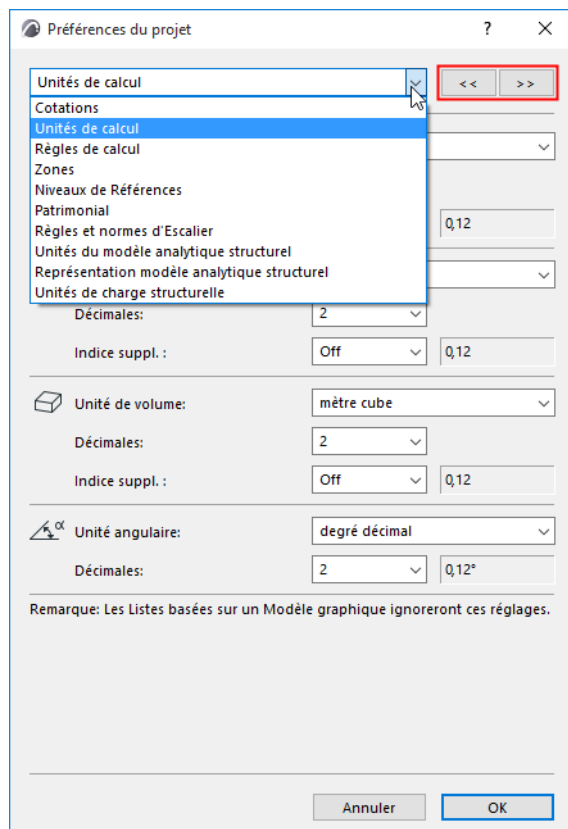 Préférences du projet ?
Unités de calcul << >>
Cotations
Unités de calcul
Règles de calcul
Zones
Niveaux de Références
Patrimonial
Règles et normes d'Escalier 0,12
Unités du modèle analytique structurel
Représentation modèle analytique structurel
Unités de charge structurelle
Décimales: 2
Indice suppl. : Off 0,12
Unité de volume: mètre cube
Décimales: 2
Indice suppl. : Off 0,12
α Unité angulaire: degré décimal
Décimales: 2 0,12°
Remarque: Les Listes basées sur un Modèle graphique ignoreront ces réglages.
Annuler OK